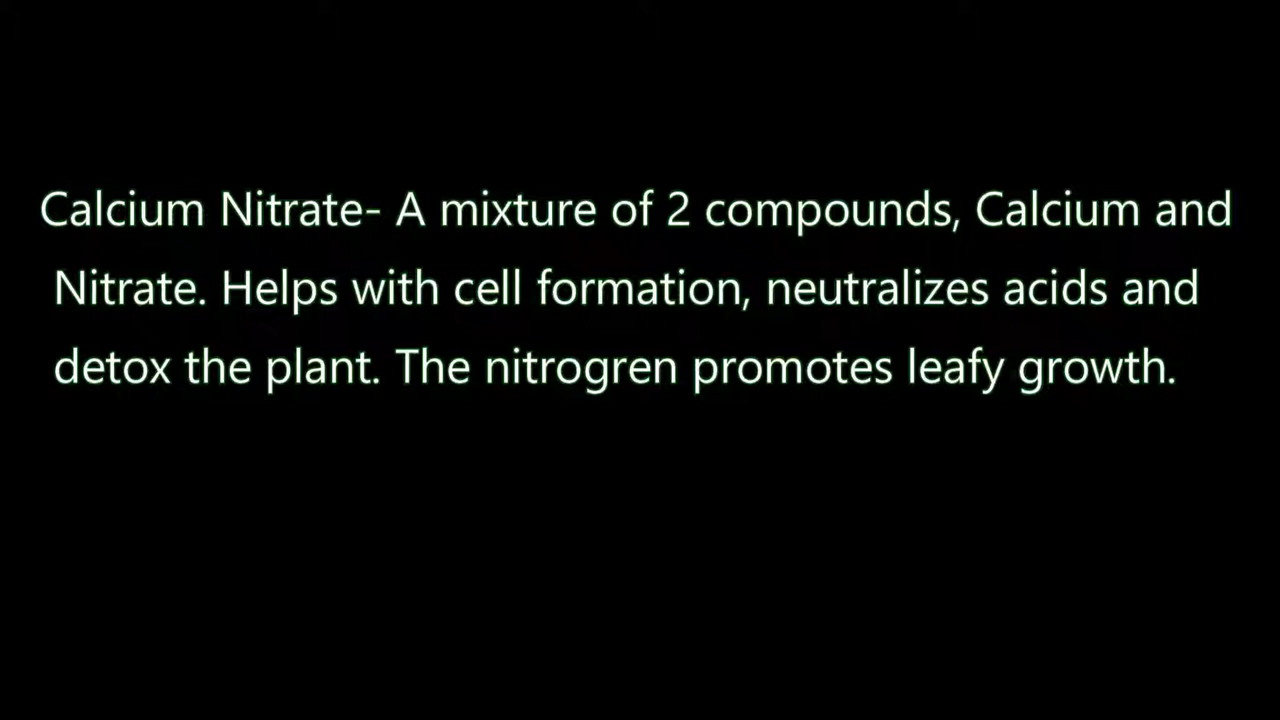 Calcium Nitrate- A mixture of 2 compounds, Calcium and
Nitrate. Helps with cell formation, neutralizes acids and
detox the plant. The nitrogren promotes leafy growth.